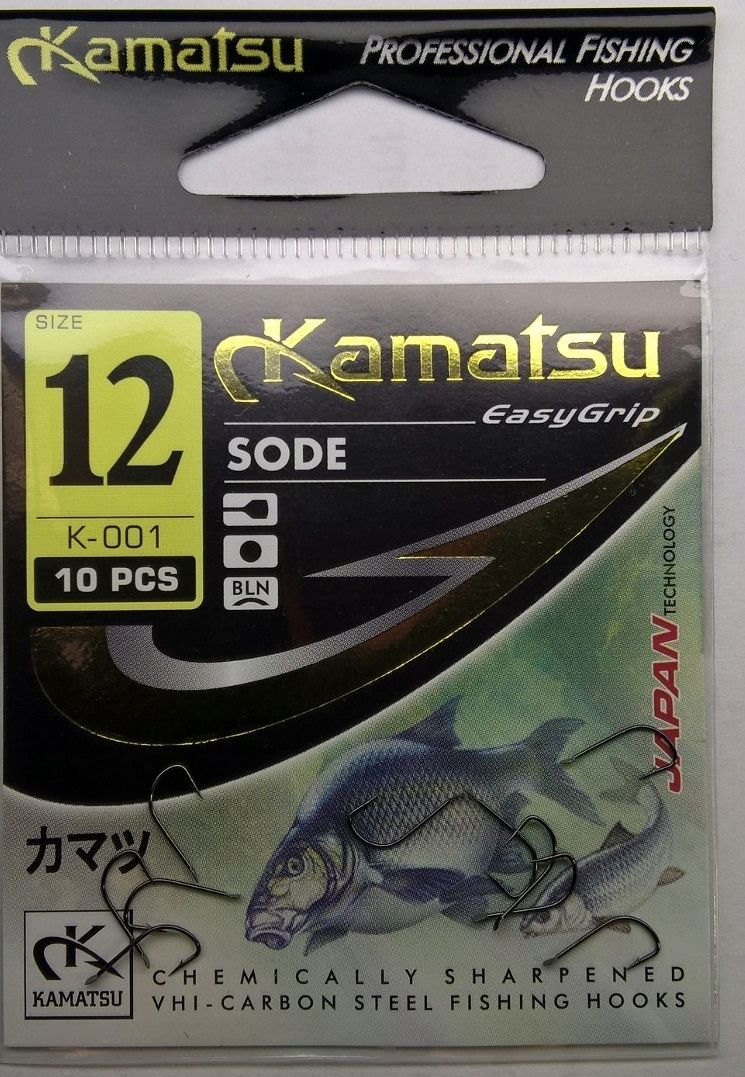 Kamatsu
PROFESSIONAL FISHING
HOOKS
SIZE
12
K-001
10 PCS
Kamatsu
EasyGrip
SODE
BLN
JAPAN TECHNOLOGY
カマツ
K
KAMATSU
CHEMICALLY SHARPENED
VHI-CARBON STEEL FISHING HOOKS